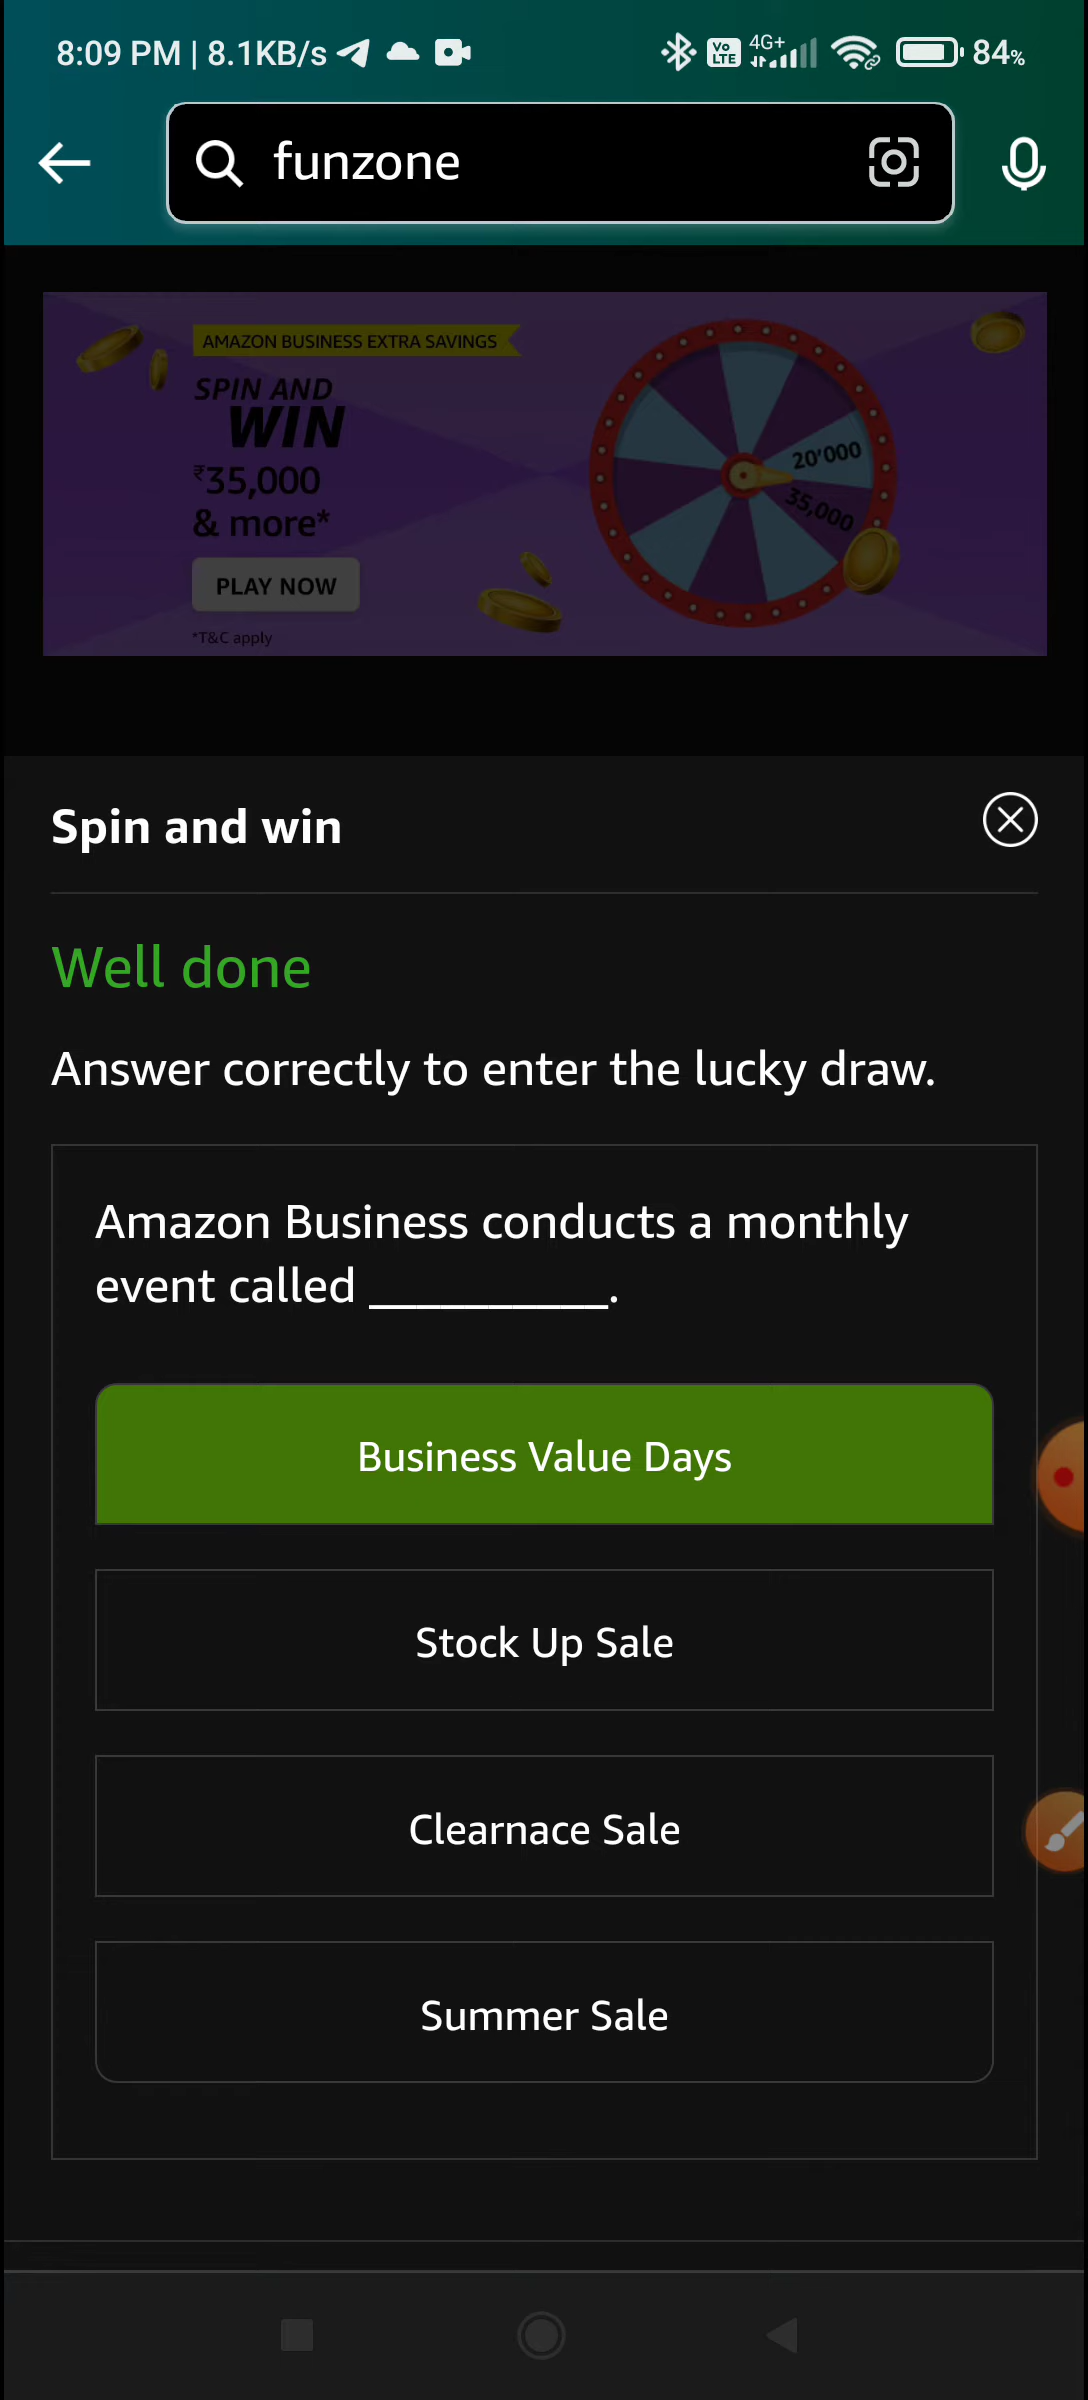 8:09 PM | 8.1KB/s
Vo LTE 4G+ 84%
funzone
AMAZON BUSINESS EXTRA SAVINGS
SPIN AND
WIN
₹35,000
& more*
PLAY NOW
*T&C apply
20'000
35,000
Spin and win
Well done
Answer correctly to enter the lucky draw.
Amazon Business conducts a monthly
event called __________.
Business Value Days
Stock Up Sale
Clearnace Sale
Summer Sale